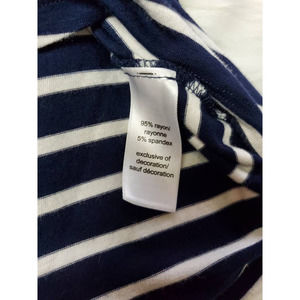 95% rayon/
rayonne
5% spandex
exclusive of
decoration/
sauf décoration